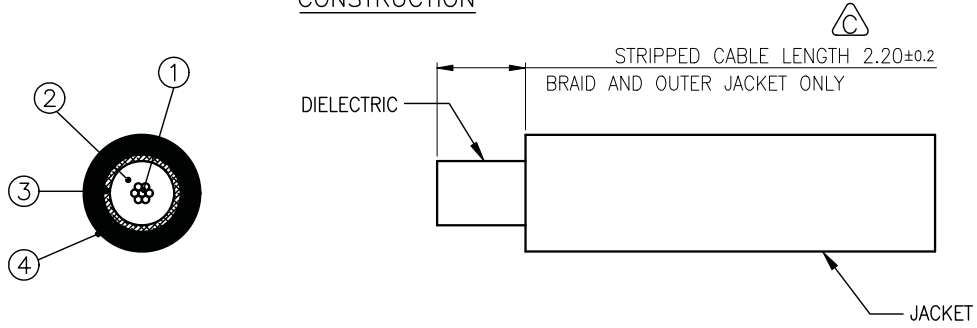 CONSTRUCTION
C
STRIPPED CABLE LENGTH 2.20±0.2
BRAID AND OUTER JACKET ONLY
DIELECTRIC
1
2
3
4
JACKET